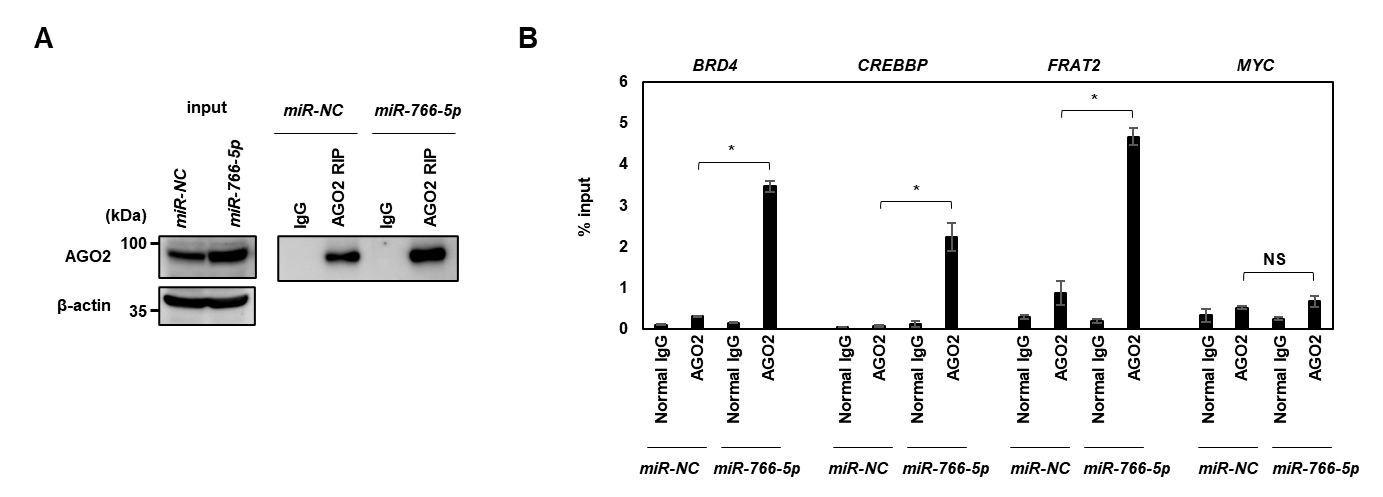 A
input
miR-NC
miR-766-5p
miR-NC
miR-766-5p
IgG
AGO2 RIP
IgG
AGO2 RIP
(kDa)
100
AGO2
β-actin
35
B
BRD4
CREBBP
FRAT2
MYC
% input
6
5
4
3
2
1
0
*
*
*
NS
Normal IgG
AGO2
Normal IgG
AGO2
Normal IgG
AGO2
Normal IgG
AGO2
Normal IgG
AGO2
Normal IgG
AGO2
Normal IgG
AGO2
Normal IgG
AGO2
miR-NC
miR-766-5p
miR-NC
miR-766-5p
miR-NC
miR-766-5p
miR-NC
miR-766-5p